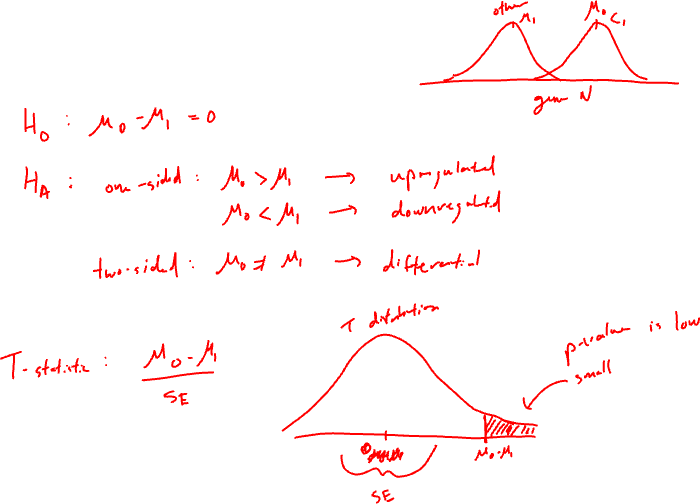 other
μ₁
μ₀ C₁
gene N
H₀ : μ₀ - μ₁ = 0
H_A : one-sided : μ₀ > μ₁ → upregulated
μ₀ < μ₁ → downregulated
two-sided : μ₀ ≠ μ₁ → differential
T distribution
p-value is low
small
T-statistic : μ₀ - μ₁
SE
0
μ₀-μ₁
SE